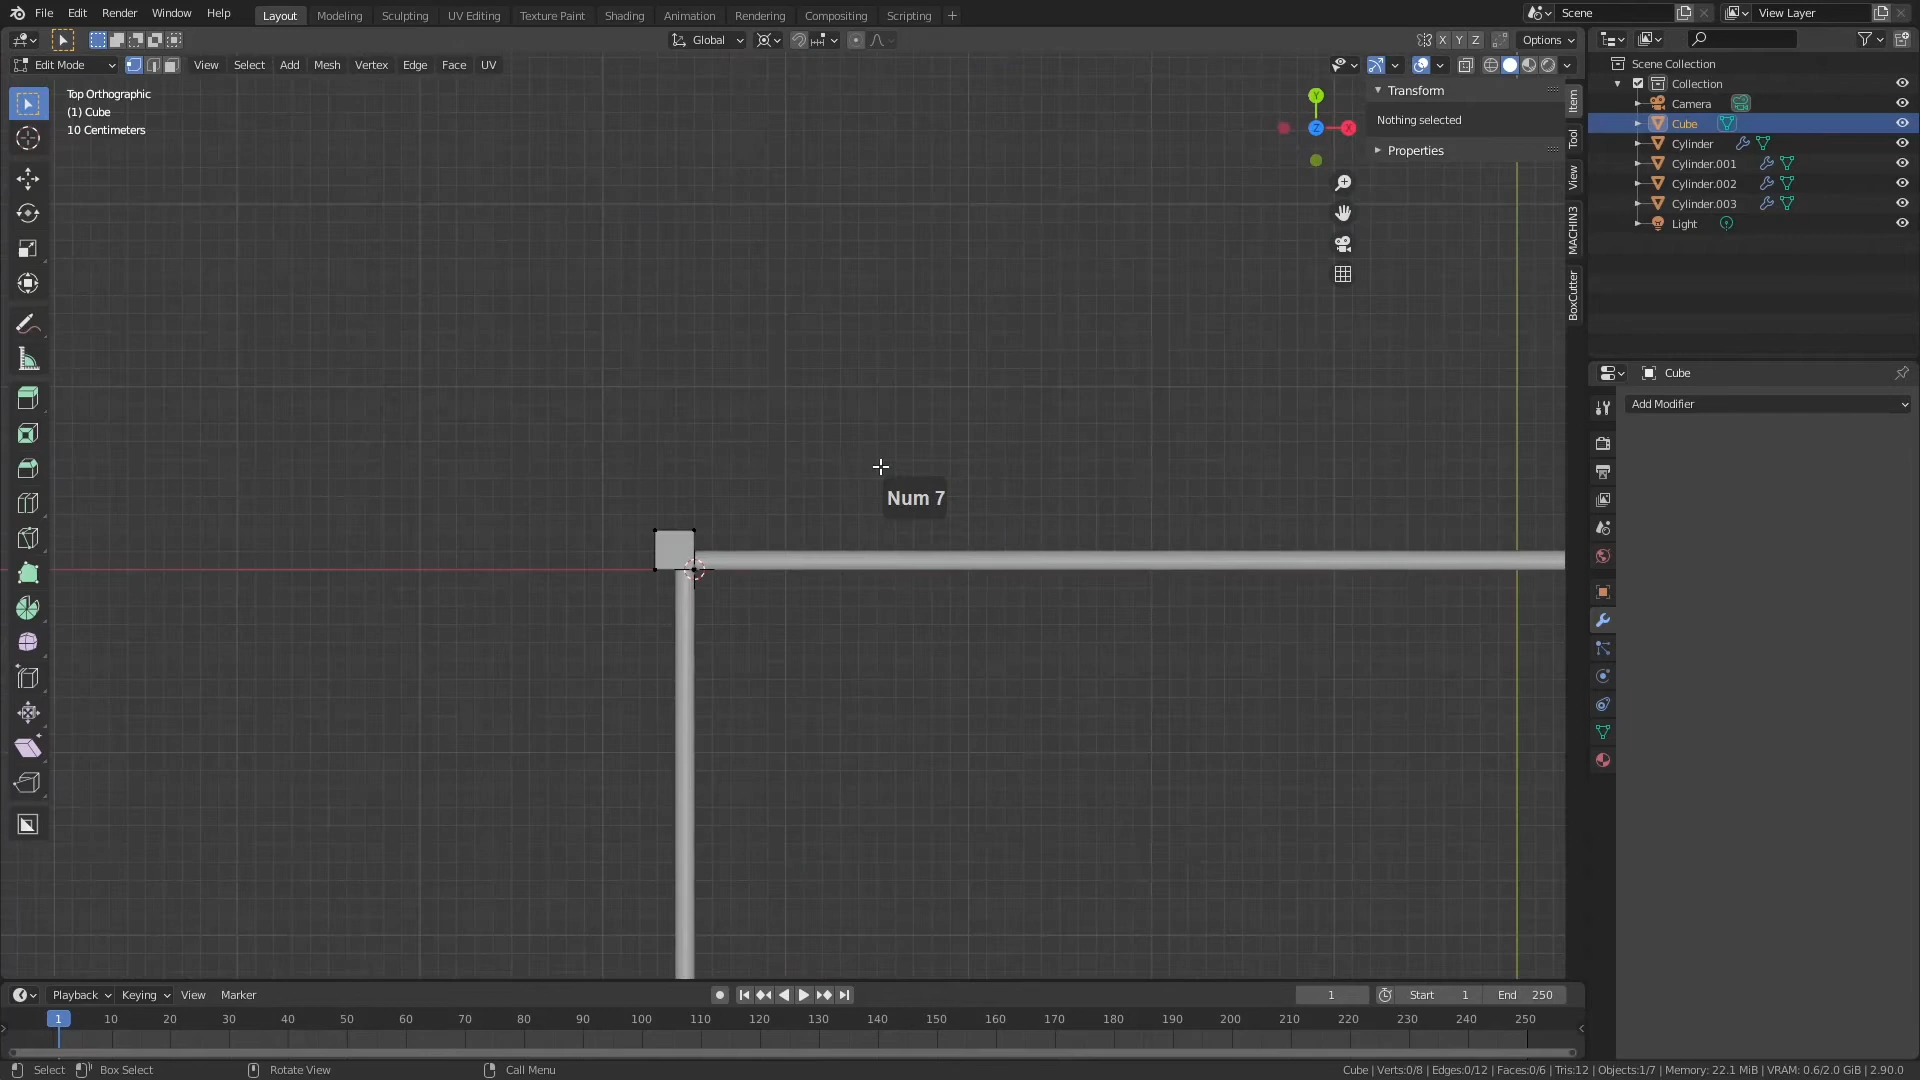 File Edit Render Window Help Layout Modeling Sculpting UV Editing Texture Paint Shading Animation Rendering Compositing Scripting + Scene View Layer
Global X Y Z Options
Edit Mode View Select Add Mesh Vertex Edge Face UV
Top Orthographic
(1) Cube
10 Centimeters
Y
Z
X
Transform
Nothing selected
Properties
Item
Tool
View
MACHIN3
BoxCutter
Scene Collection
Collection
Camera
Cube
Cylinder
Cylinder.001
Cylinder.002
Cylinder.003
Light
Cube
Add Modifier
Num 7
Playback Keying View Marker 1 Start 1 End 250
1 10 20 30 40 50 60 70 80 90 100 110 120 130 140 150 160 170 180 190 200 210 220 230 240 250
Select Box Select Rotate View Call Menu Cube | Verts:0/8 | Edges:0/12 | Faces:0/6 | Tris:12 | Objects:1/7 | Memory: 22.1 MiB | VRAM: 0.6/2.0 GiB | 2.90.0